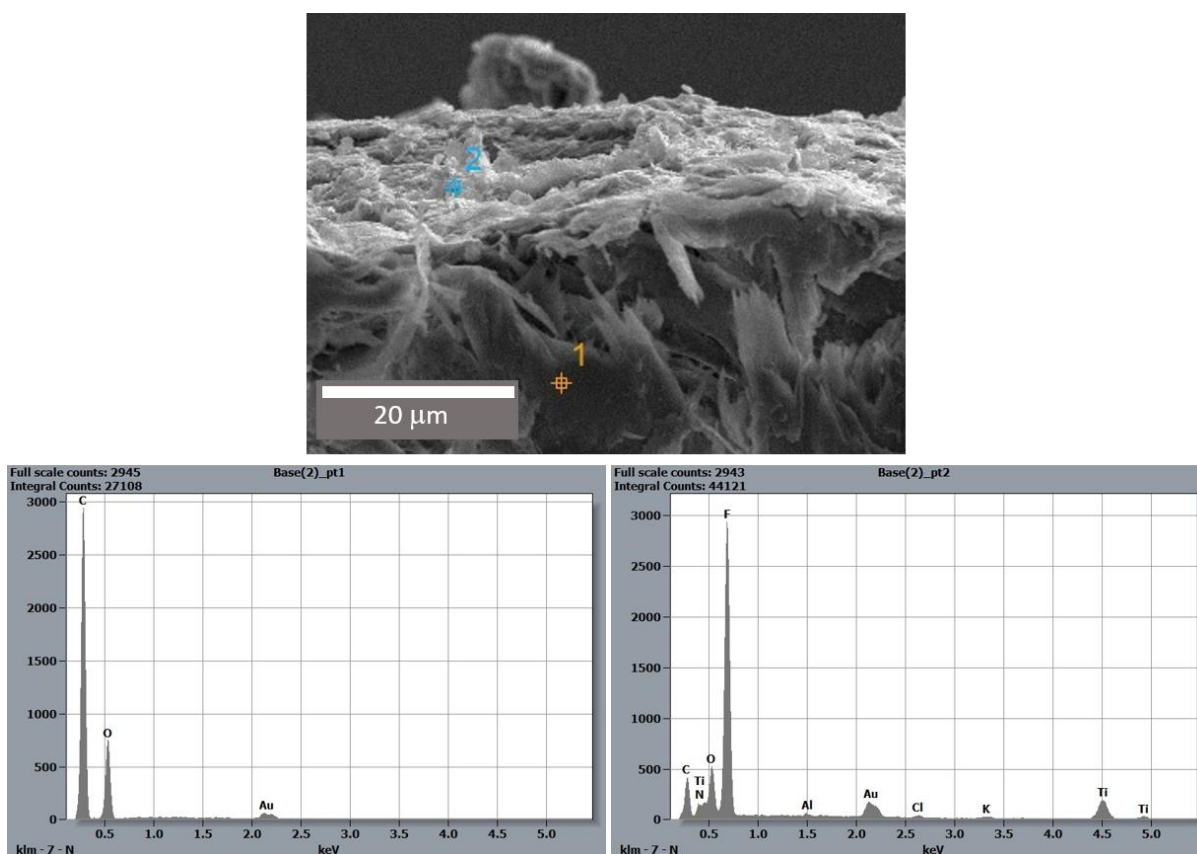 2
1
20 µm
Full scale counts: 2945
Base(2)_pt1
Integral Counts: 27108
C
3000
2500
2000
1500
1000
O
500
Au
0
0.5 1.0 1.5 2.0 2.5 3.0 3.5 4.0 4.5 5.0
klm - 7 - N
keV
Full scale counts: 2943
Base(2)_pt2
Integral Counts: 44121
F
3000
2500
2000
1500
1000
O
500
C
Ti
N
Al
Au
Cl
K
Ti
Ti
0
0.5 1.0 1.5 2.0 2.5 3.0 3.5 4.0 4.5 5.0
klm - 7 - N
keV